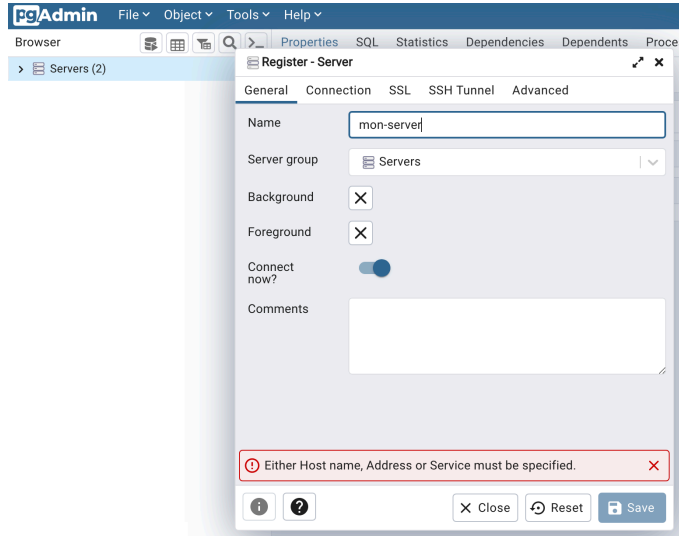 pgAdmin File Object Tools Help
Browser Properties SQL Statistics Dependencies Dependents Proce
Servers (2)
Register - Server
General Connection SSL SSH Tunnel Advanced
Name mon-server
Server group Servers
Background
Foreground
Connect
now?
Comments
Either Host name, Address or Service must be specified.
Close Reset Save